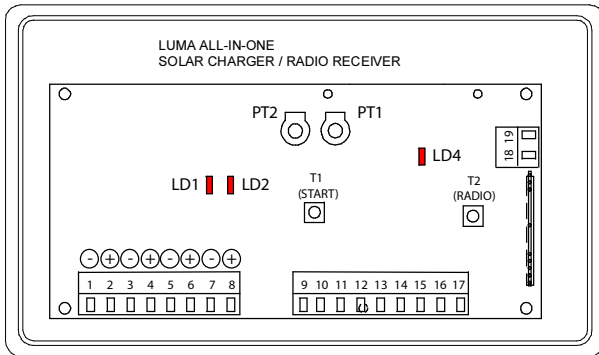 LUMA ALL-IN-ONE
SOLAR CHARGER / RADIO RECEIVER
PT2 PT1
LD4
18 19
LD1 LD2
T1
(START)
T2
(RADIO)
- + - + - + - +
1 2 3 4 5 6 7 8
9 10 11 12 13 14 15 16 17